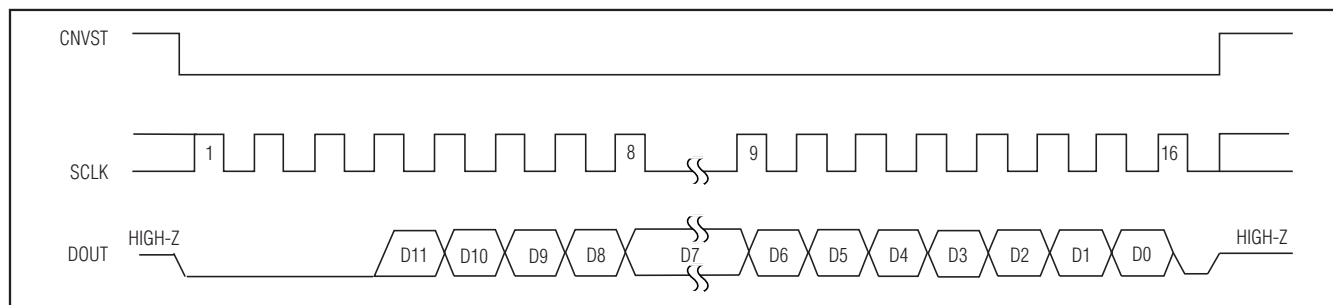 CNVST
1 8 9 16
SCLK
HIGH-Z HIGH-Z
DOUT D11 D10 D9 D8 D7 D6 D5 D4 D3 D2 D1 D0